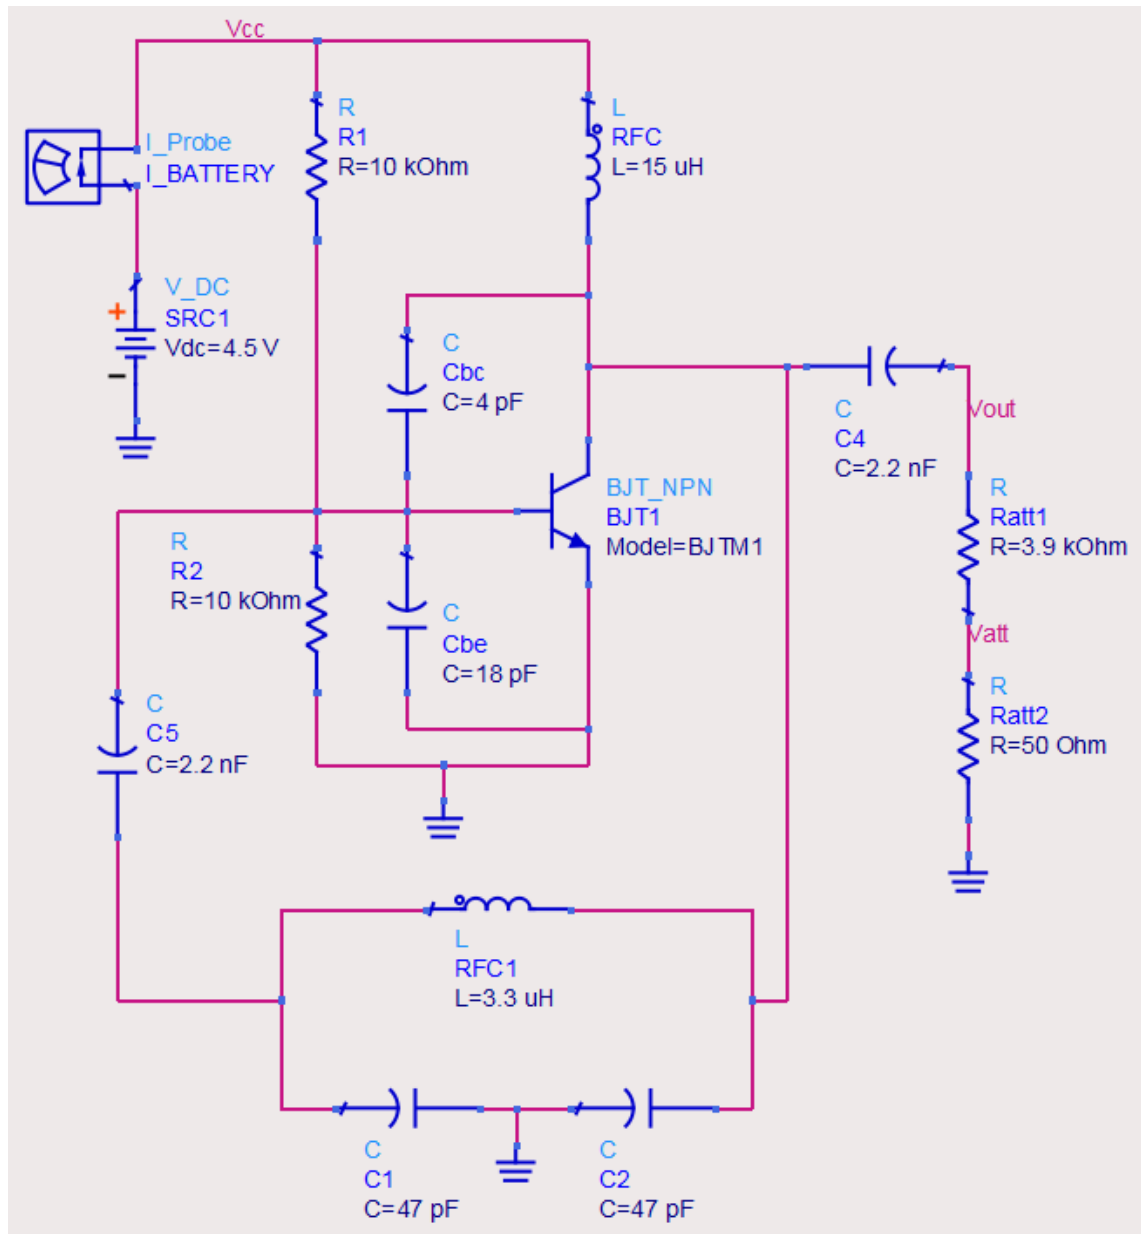 Vcc
I_Probe
I_BATTERY
R
R1
R=10 kOhm
L
RFC
L=15 uH
+
V_DC
SRC1
Vdc=4.5 V
−
C
Cbc
C=4 pF
C
C4
C=2.2 nF
Vout
BJT_NPN
BJT1
Model=BJTM1
R
Ratt1
R=3.9 kOhm
R
R2
R=10 kOhm
C
Cbe
C=18 pF
Vatt
R
Ratt2
R=50 Ohm
C
C5
C=2.2 nF
L
RFC1
L=3.3 uH
C
C1
C=47 pF
C
C2
C=47 pF